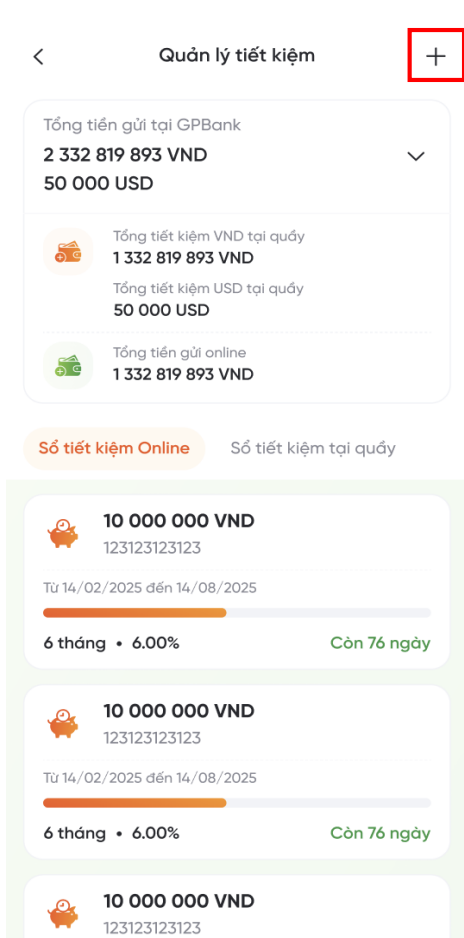 Quản lý tiết kiệm
Tổng tiền gửi tại GPBank
2 332 819 893 VND
50 000 USD
Tổng tiết kiệm VND tại quầy
1 332 819 893 VND
Tổng tiết kiệm USD tại quầy
50 000 USD
Tổng tiền gửi online
1 332 819 893 VND
Sổ tiết kiệm Online
Sổ tiết kiệm tại quầy
10 000 000 VND
123123123123
Từ 14/02/2025 đến 14/08/2025
6 tháng • 6.00%
Còn 76 ngày
10 000 000 VND
123123123123
Từ 14/02/2025 đến 14/08/2025
6 tháng • 6.00%
Còn 76 ngày
10 000 000 VND
123123123123